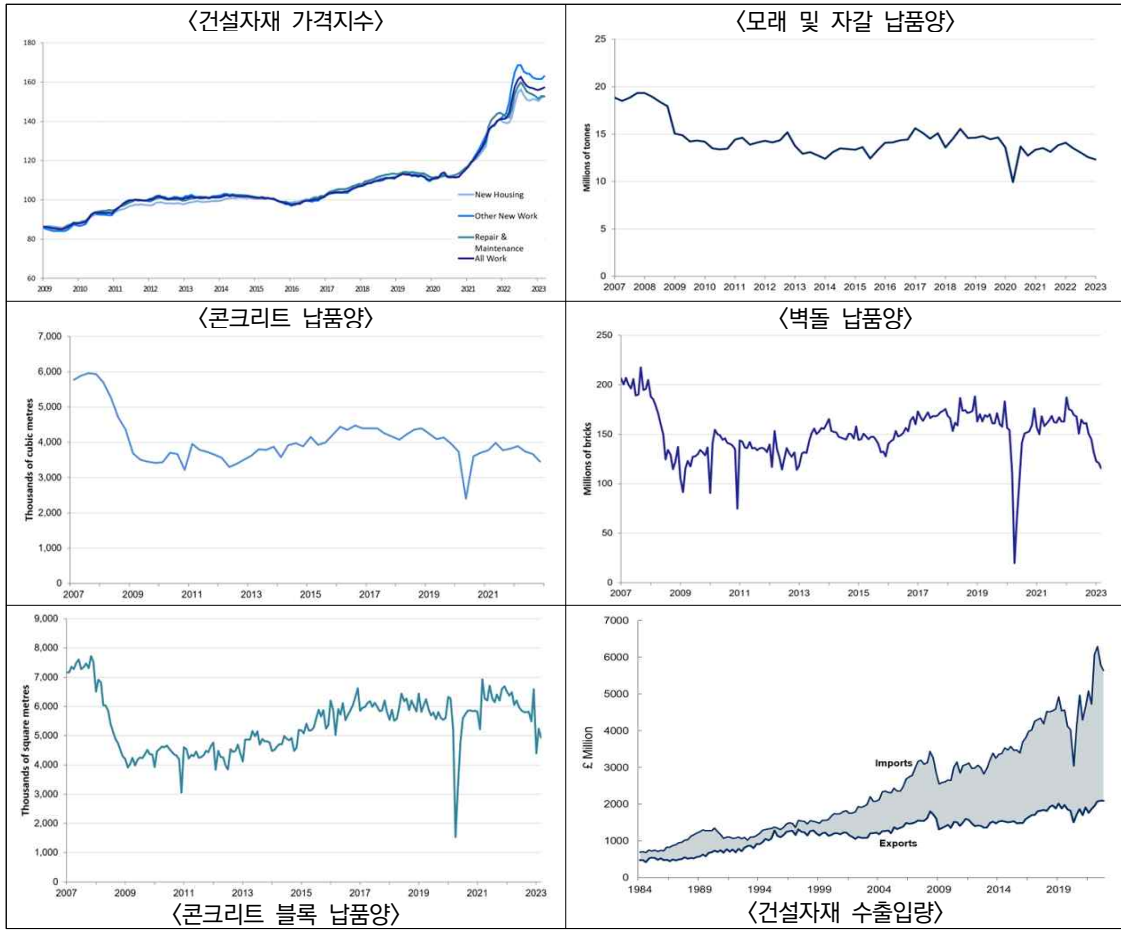 〈건설자재 가격지수〉
180
160
140
120
100
80
60
New Housing
Other New Work
Repair &
Maintenance
All Work
2009 2010 2011 2012 2013 2014 2015 2016 2017 2018 2019 2020 2021 2022 2023
〈모래 및 자갈 납품양〉
Millions of tonnes
25
20
15
10
5
0
2007 2008 2009 2010 2011 2012 2013 2014 2015 2016 2017 2018 2019 2020 2021 2022 2023
〈콘크리트 납품양〉
Thousands of cubic metres
7,000
6,000
5,000
4,000
3,000
2,000
1,000
0
2007 2009 2011 2013 2015 2017 2019 2021
〈벽돌 납품양〉
Millions of bricks
250
200
150
100
50
0
2007 2009 2011 2013 2015 2017 2019 2021 2023
Thousands of square metres
9,000
8,000
7,000
6,000
5,000
4,000
3,000
2,000
1,000
0
2007 2009 2011 2013 2015 2017 2019 2021 2023
〈콘크리트 블록 납품양〉
£ Million
7000
6000
5000
4000
3000
2000
1000
0
Imports
Exports
1984 1989 1994 1999 2004 2009 2014 2019
〈건설자재 수출입량〉